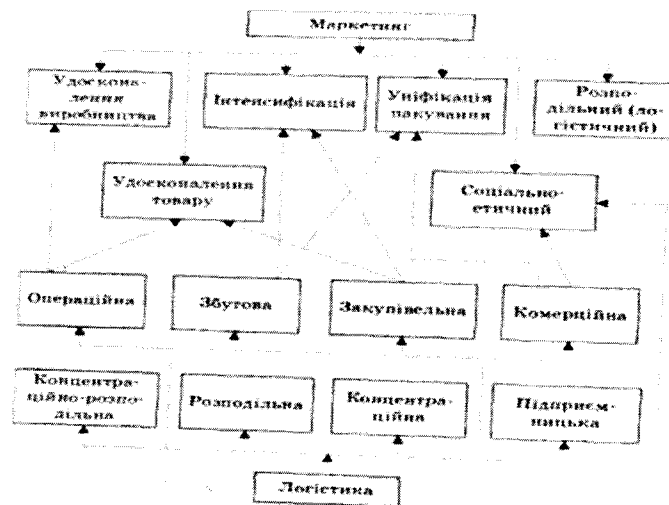 Маркетинг
Удоскона-
лення
виробництва
Інтенсифікація
Уніфікація
пакування
Розпо-
дільний (ло-
гістичний)
Удосконалення
товару
Соціально-
етичний
Операційна
Збутова
Закупівельна
Комерційна
Концентра-
ційно-розпо-
дільна
Розподільна
Концентра-
ційна
Підприєм-
ницька
Логістика